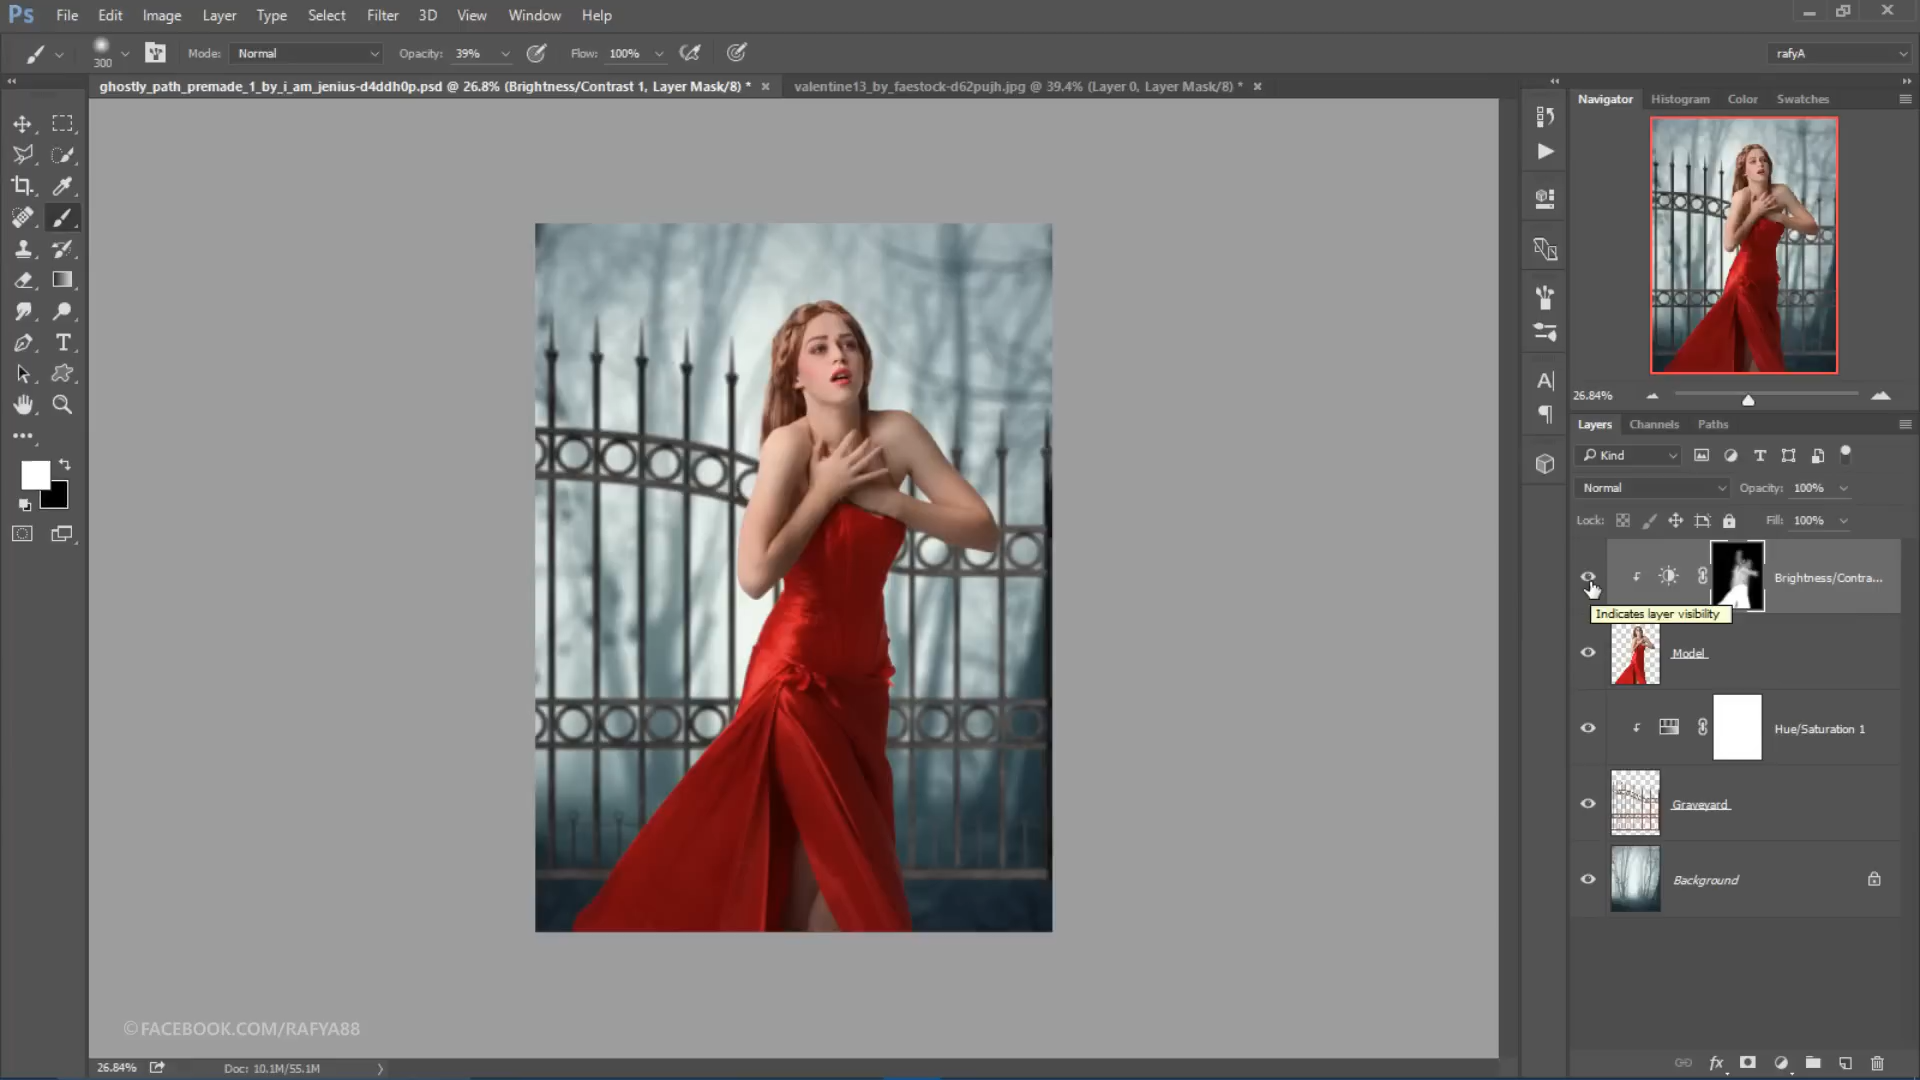 Ps File Edit Image Layer Type Select Filter 3D View Window Help
300 Mode: Normal Opacity: 39% Flow: 100% rafyA
ghostly_path_premade_1_by_i_am_jenius-d4ddh0p.psd @ 26.8% (Brightness/Contrast 1, Layer Mask/8) * valentine13_by_faestock-d62pujh.jpg @ 39.4% (Layer 0, Layer Mask/8) *
Navigator Histogram Color Swatches
26.84%
Layers Channels Paths
Kind
Normal Opacity: 100%
Lock: Fill: 100%
Brightness/Contra...
Indicates layer visibility
Model
Hue/Saturation 1
Graveyard
Background
©FACEBOOK.COM/RAFYA88
26.84% Doc: 10.1M/55.1M